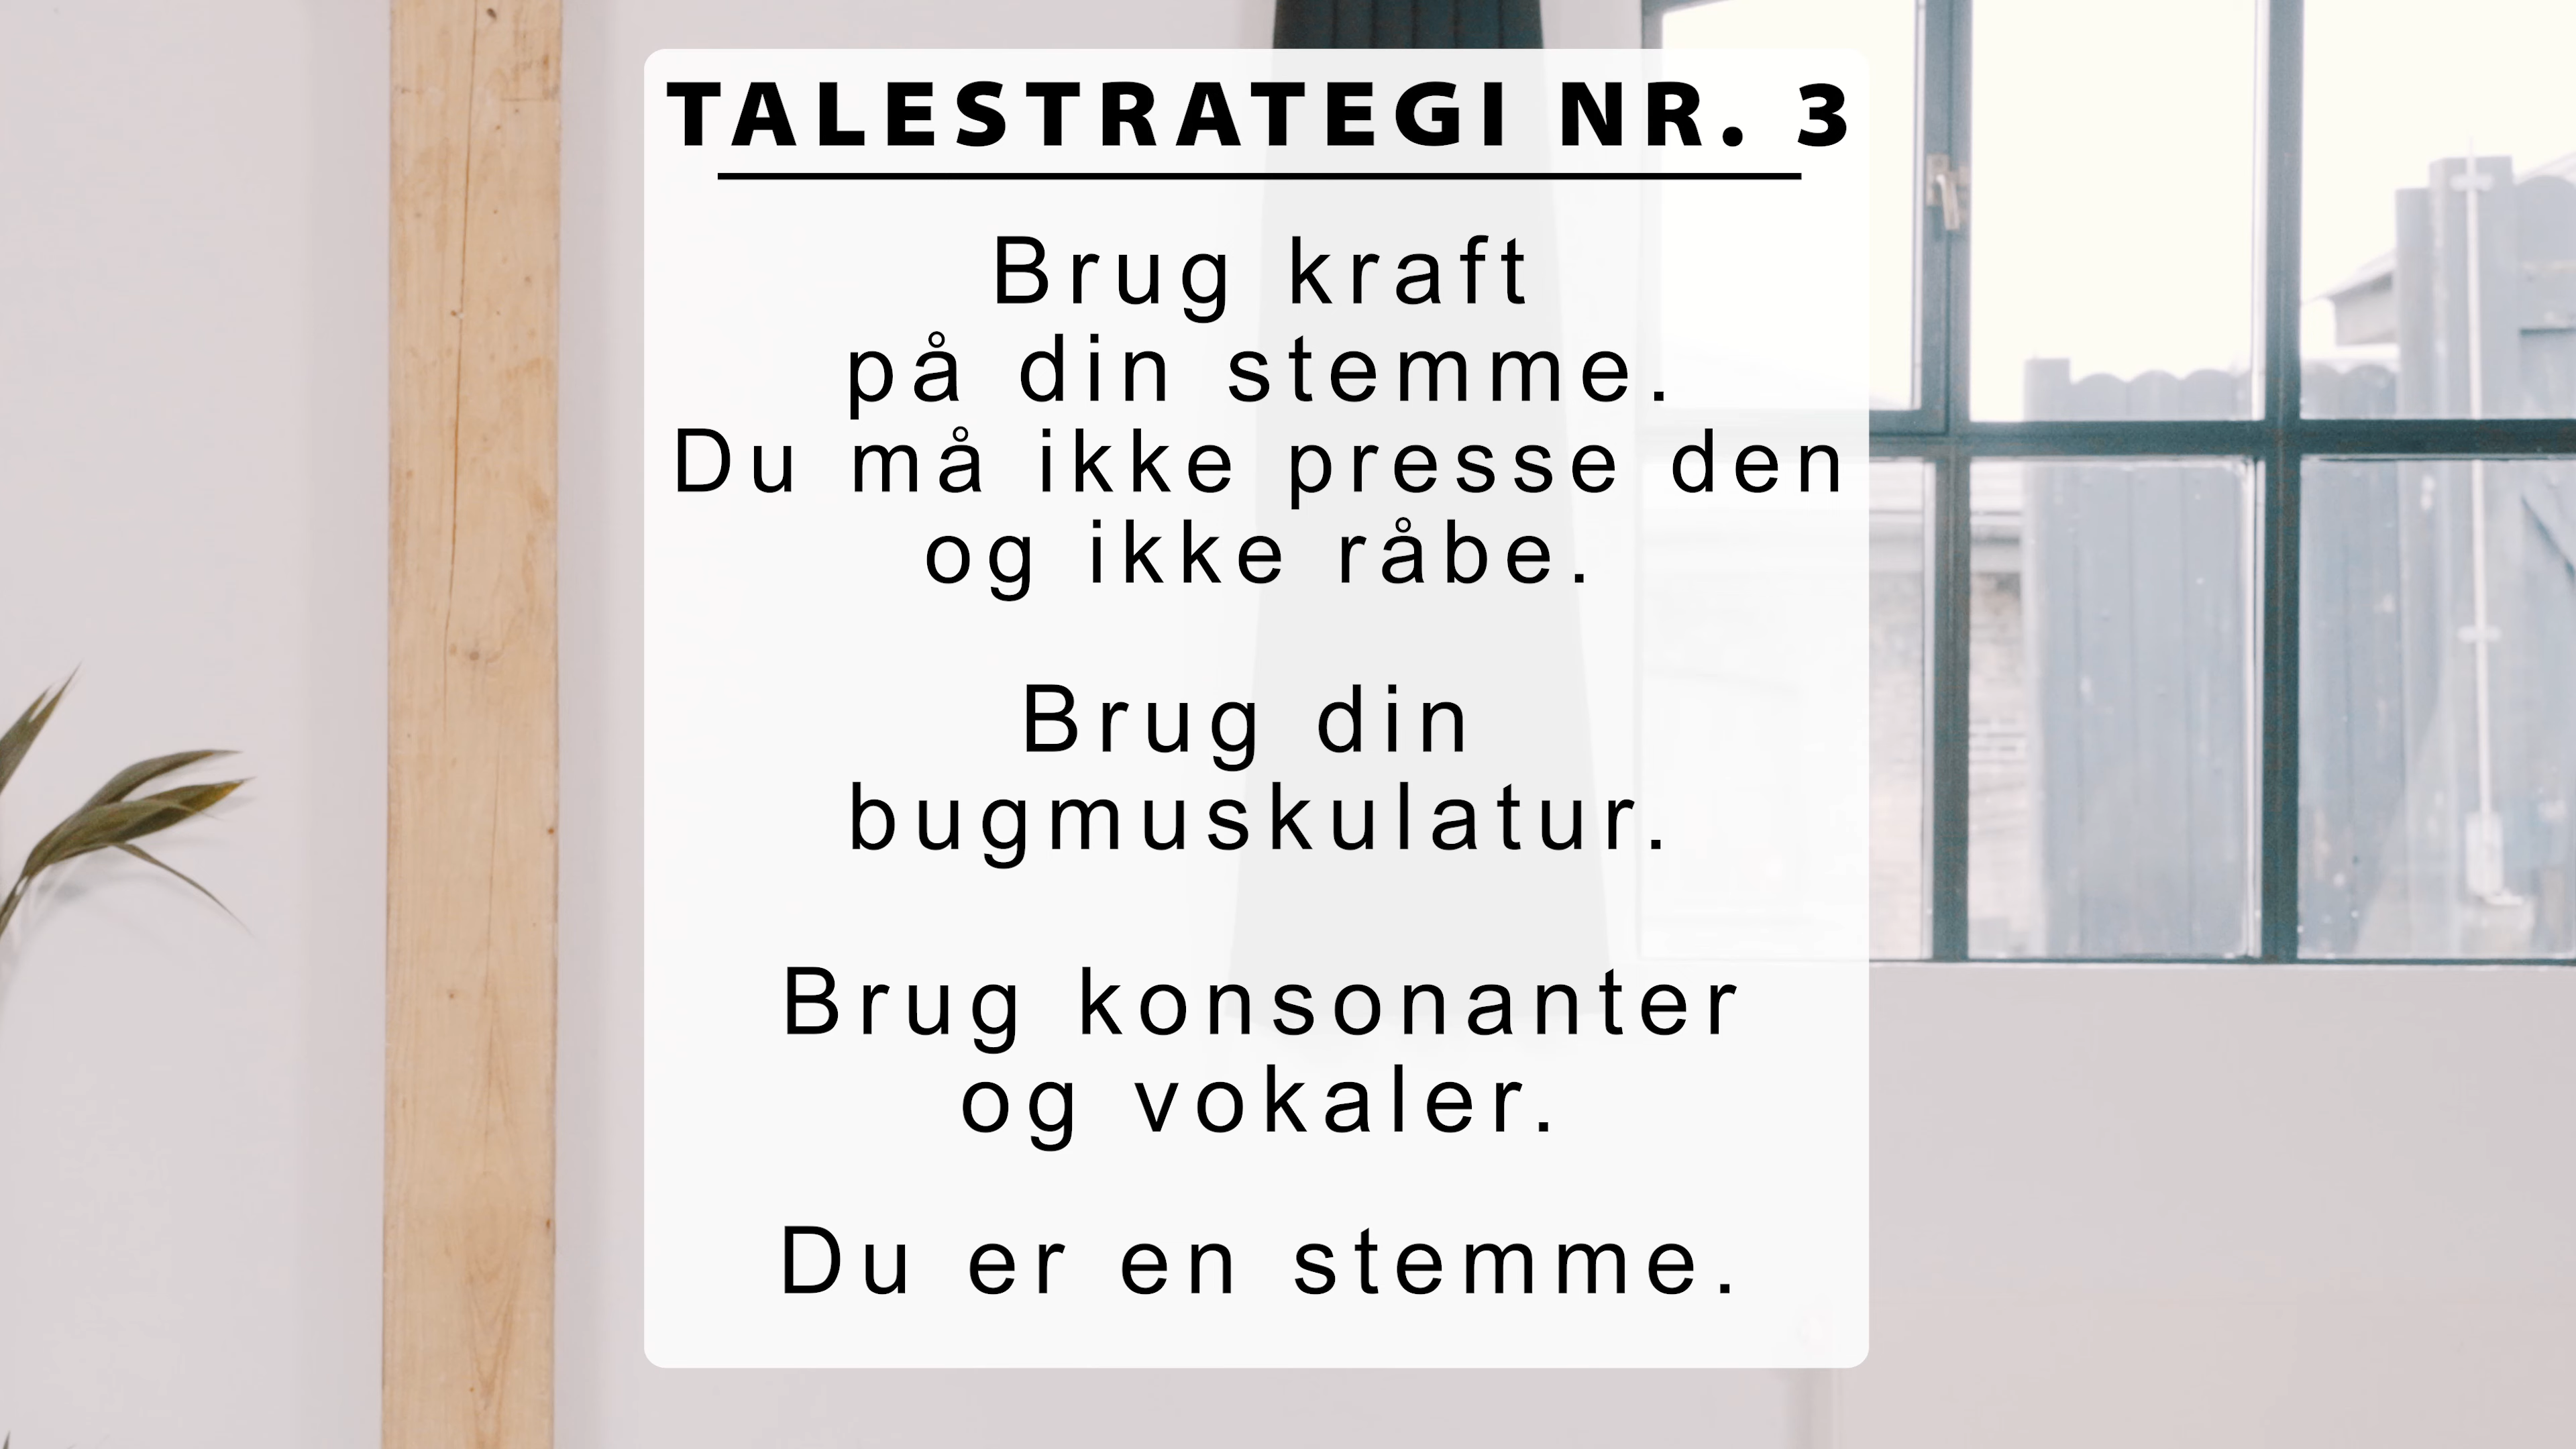 TALESTRATEGI NR. 3
Brug kraft
på din stemme.
Du må ikke presse den
og ikke råbe.
Brug din
bugmuskulatur.
Brug konsonanter
og vokaler.
Du er en stemme.